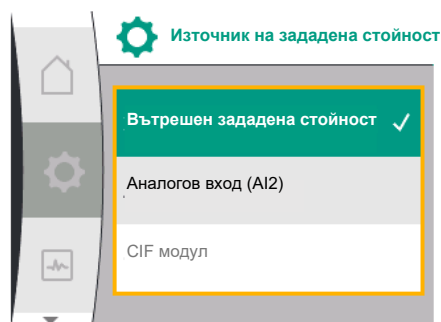 Източник на зададена стойност
Вътрешен зададена стойност
Аналогов вход (AI2)
CIF модул